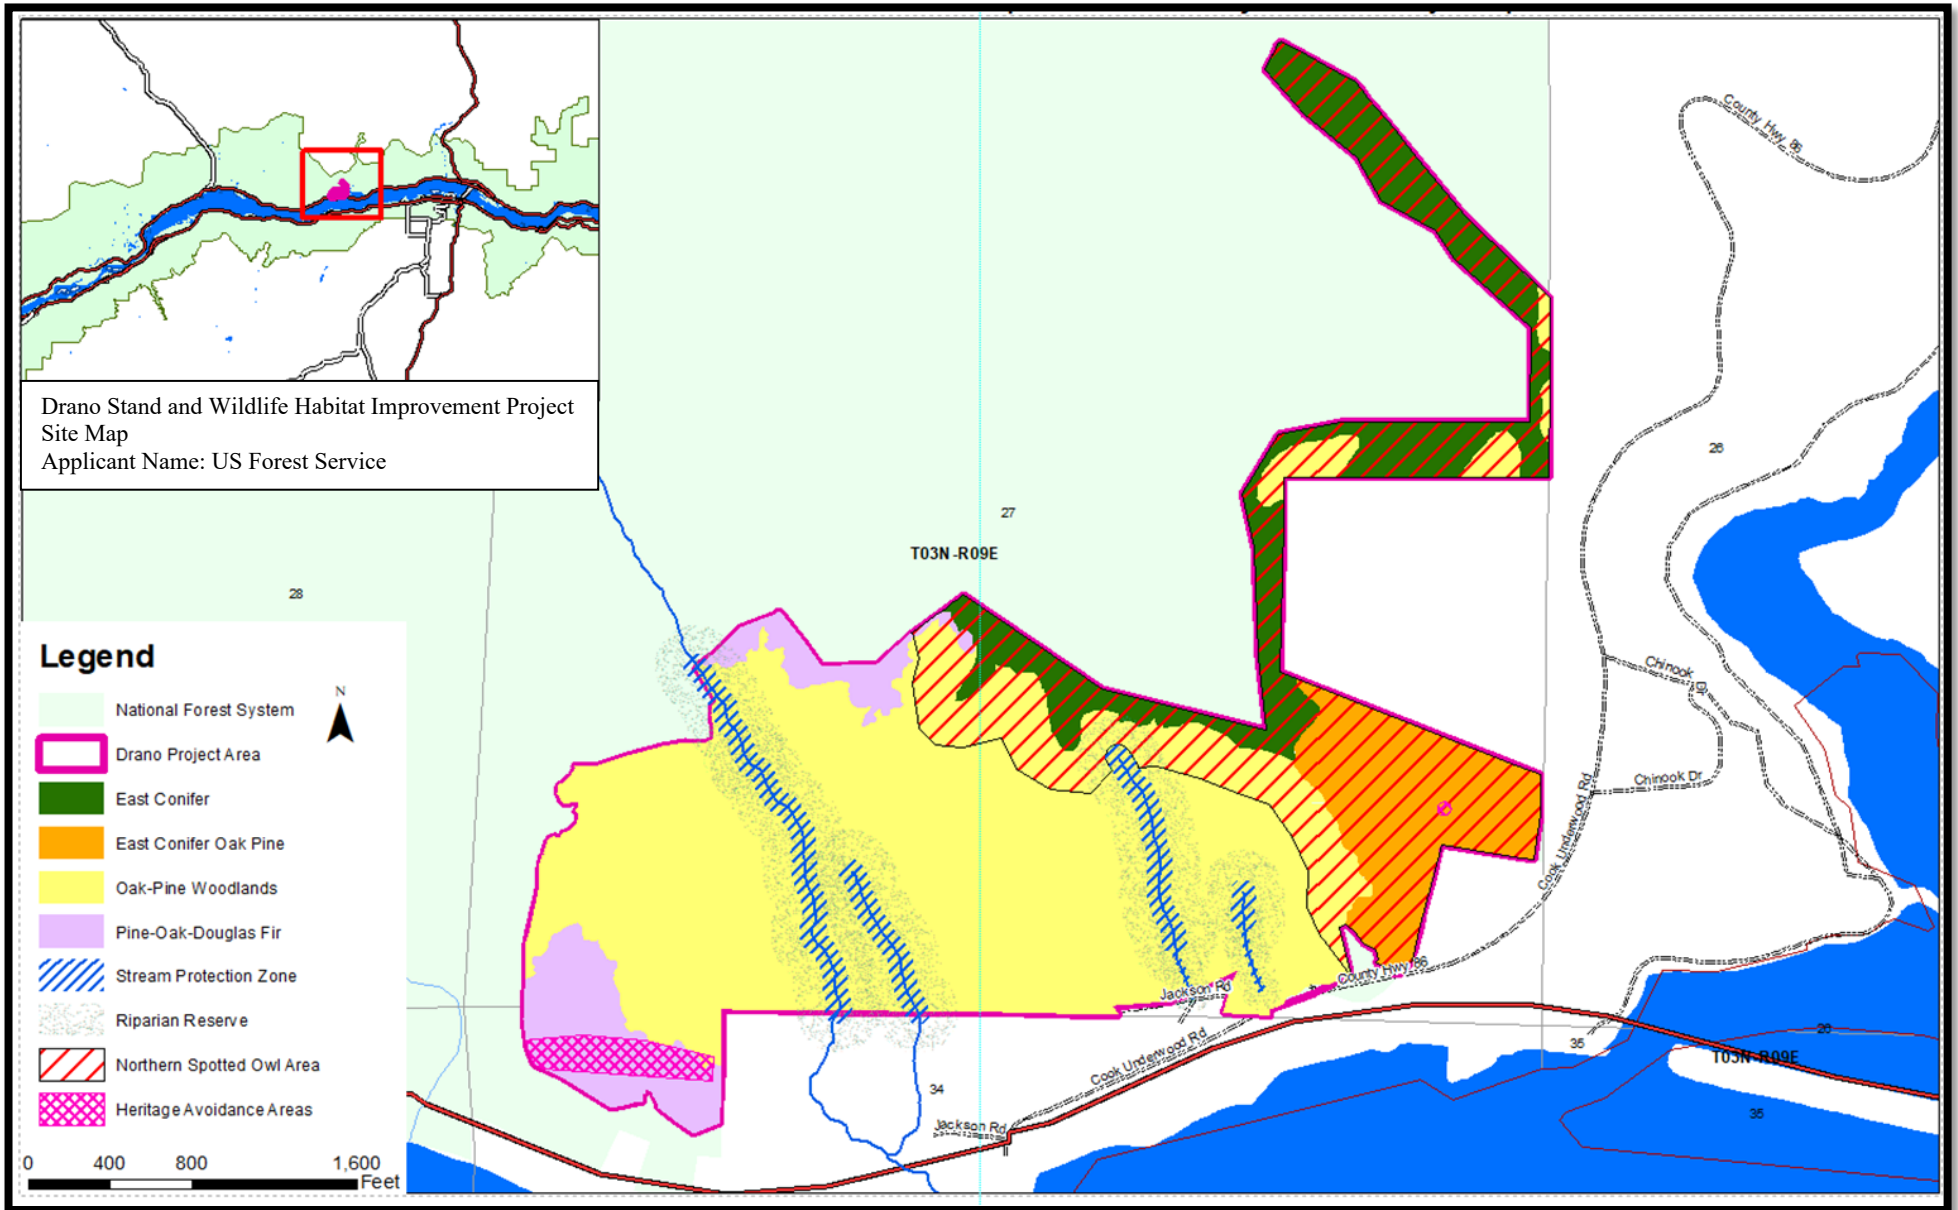 Drano Stand and Wildlife Habitat Improvement Project
Site Map
Applicant Name: US Forest Service
County Hwy 86
26
27
T03N-R09E
28
Legend
N
National Forest System
Drano Project Area
East Conifer
East Conifer Oak Pine
Oak-Pine Woodlands
Pine-Oak-Douglas Fir
Stream Protection Zone
Riparian Reserve
Northern Spotted Owl Area
Heritage Avoidance Areas
0 400 800 1,600
Feet
Chinook Dr
Chinook Dr
Cook Underwood Rd
County Hwy 86
Jackson Rd
Cook Underwood Rd
Jackson Rd
34
35
26
T03N-R09E
35